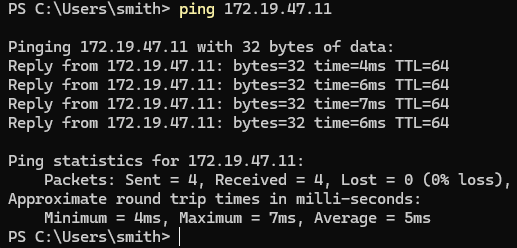 PS C:\Users\smith> ping 172.19.47.11
Pinging 172.19.47.11 with 32 bytes of data:
Reply from 172.19.47.11: bytes=32 time=4ms TTL=64
Reply from 172.19.47.11: bytes=32 time=6ms TTL=64
Reply from 172.19.47.11: bytes=32 time=7ms TTL=64
Reply from 172.19.47.11: bytes=32 time=6ms TTL=64
Ping statistics for 172.19.47.11:
    Packets: Sent = 4, Received = 4, Lost = 0 (0% loss),
Approximate round trip times in milli-seconds:
    Minimum = 4ms, Maximum = 7ms, Average = 5ms
PS C:\Users\smith>